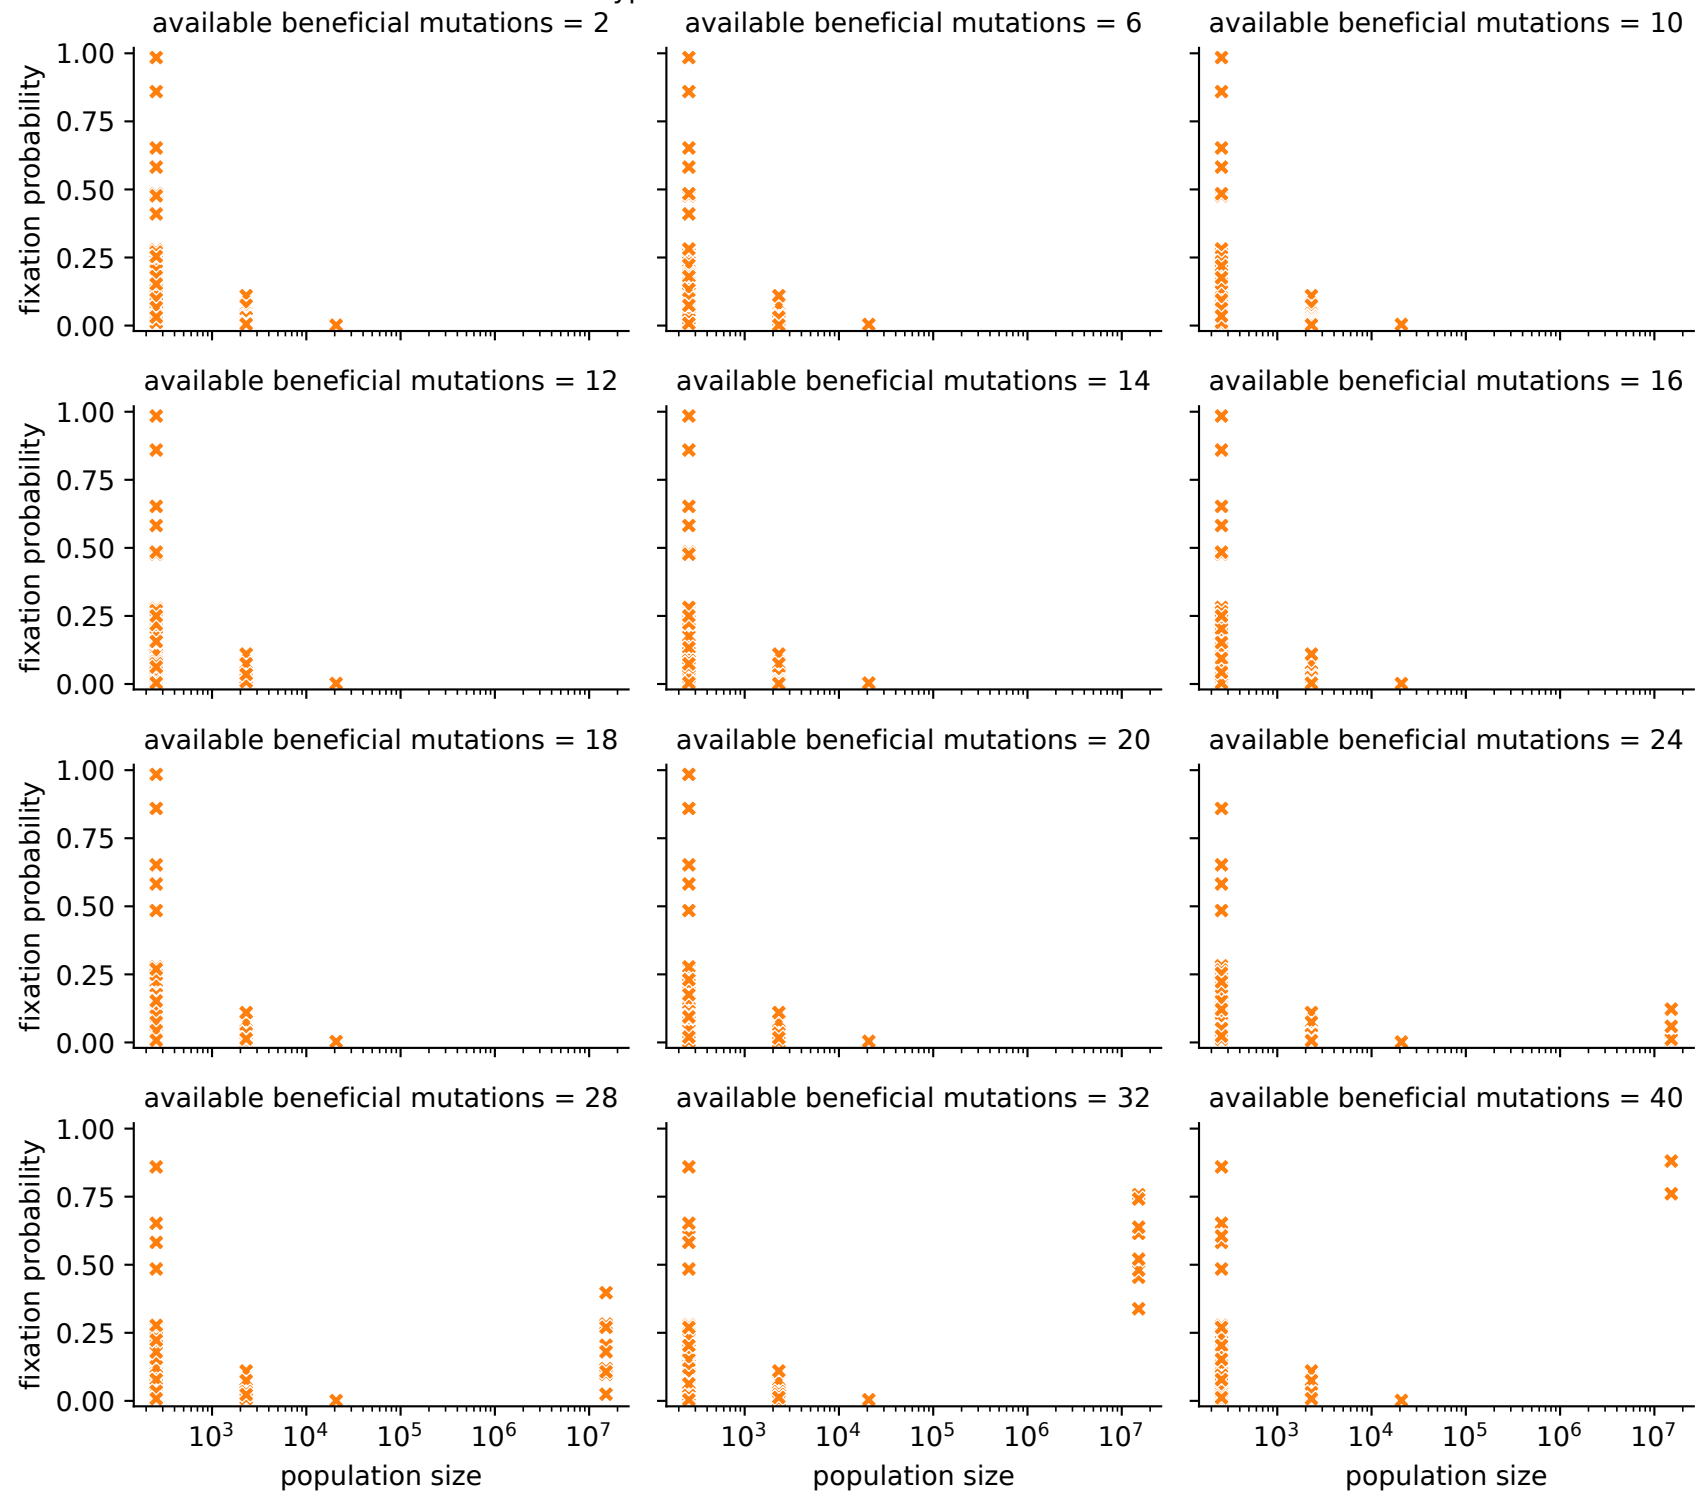 available beneficial mutations = 2 available beneficial mutations = 6 available beneficial mutations = 10
1.00
0.75
0.50
0.25
0.00
fixation probability
available beneficial mutations = 12 available beneficial mutations = 14 available beneficial mutations = 16
1.00
0.75
0.50
0.25
0.00
fixation probability
available beneficial mutations = 18 available beneficial mutations = 20 available beneficial mutations = 24
1.00
0.75
0.50
0.25
0.00
fixation probability
available beneficial mutations = 28 available beneficial mutations = 32 available beneficial mutations = 40
1.00
0.75
0.50
0.25
0.00
fixation probability
10³ 10⁴ 10⁵ 10⁶ 10⁷ 10³ 10⁴ 10⁵ 10⁶ 10⁷ 10³ 10⁴ 10⁵ 10⁶ 10⁷
population size population size population size